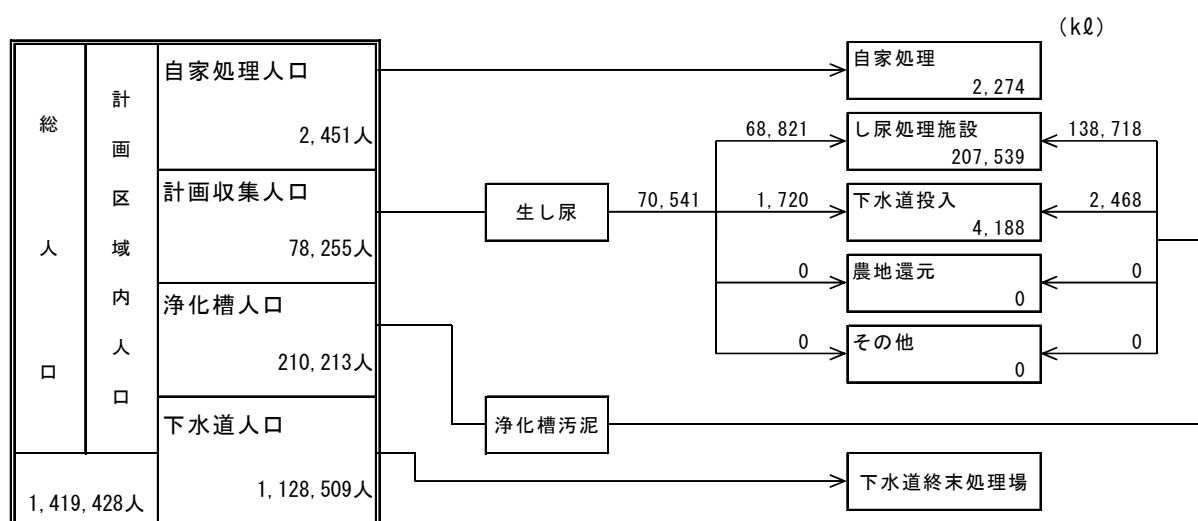 (kℓ)
総人口
計画区域内人口
自家処理人口
2,451人
計画収集人口
78,255人
浄化槽人口
210,213人
下水道人口
1,128,509人
1,419,428人
生し尿
70,541
浄化槽汚泥
68,821
1,720
0
0
自家処理
2,274
し尿処理施設
207,539
下水道投入
4,188
農地還元
0
その他
0
下水道終末処理場
138,718
2,468
0
0